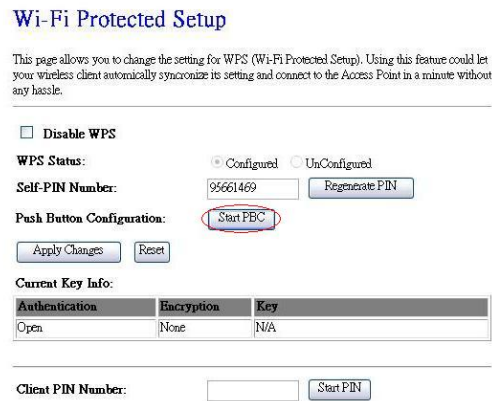 Wi-Fi Protected Setup
This page allows you to change the setting for WPS (Wi-Fi Protected Setup). Using this feature could let
your wireless client automically syncronize its setting and connect to the Access Point in a minute without
any hassle.
Disable WPS
WPS Status: Configured UnConfigured
Self-PIN Number: 95661469 Regenerate PIN
Push Button Configuration: Start PBC
Apply Changes Reset
Current Key Info:
Authentication Encryption Key
Open None N/A
Client PIN Number: Start PIN